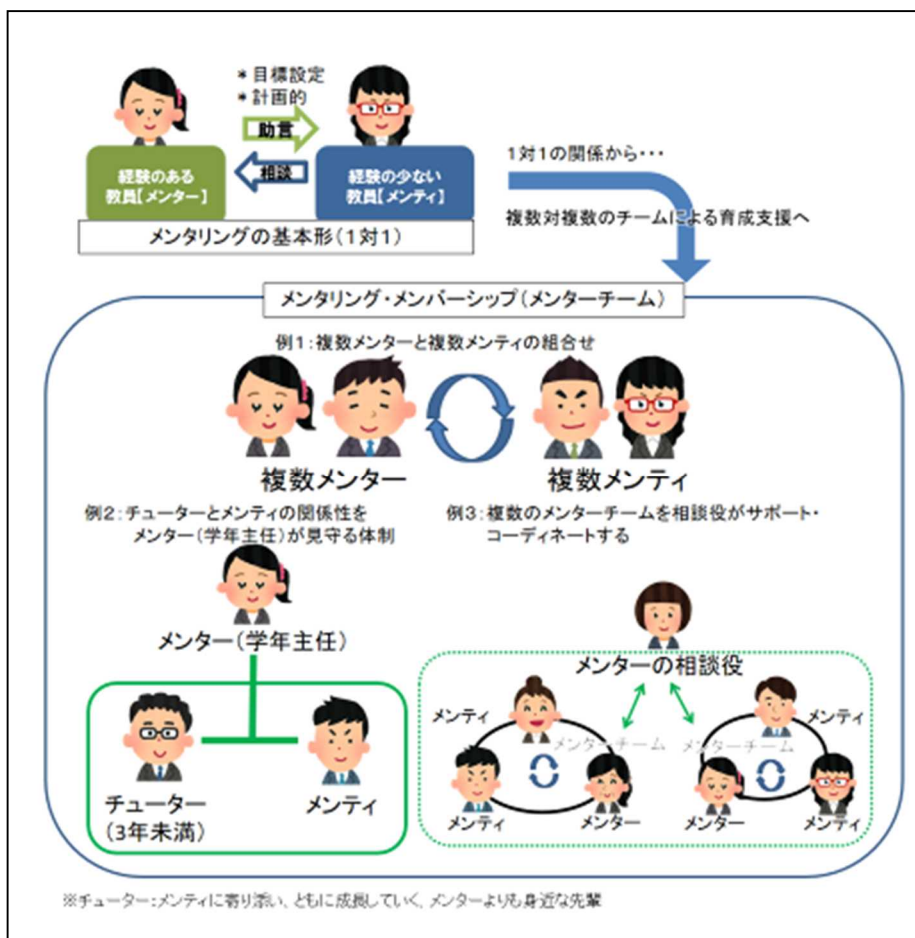 ＊目標設定
＊計画的
助言
相談
経験のある
教員【メンター】
経験の少ない
教員【メンティ】
メンタリングの基本形（１対１）
１対１の関係から・・・
複数対複数のチームによる育成支援へ
メンタリング・メンバーシップ（メンターチーム）
例１：複数メンターと複数メンティの組合せ
複数メンター
複数メンティ
例２：チューターとメンティの関係性を
メンター（学年主任）が見守る体制
例３：複数のメンターチームを相談役がサポート・
コーディネートする
メンター（学年主任）
チューター
（3年未満）
メンティ
メンターの相談役
メンティ
メンターチーム
メンティ
メンター
メンティ
メンターチーム
メンター
メンティ
※チューター：メンティに寄り添い、ともに成長していく、メンターよりも身近な先輩